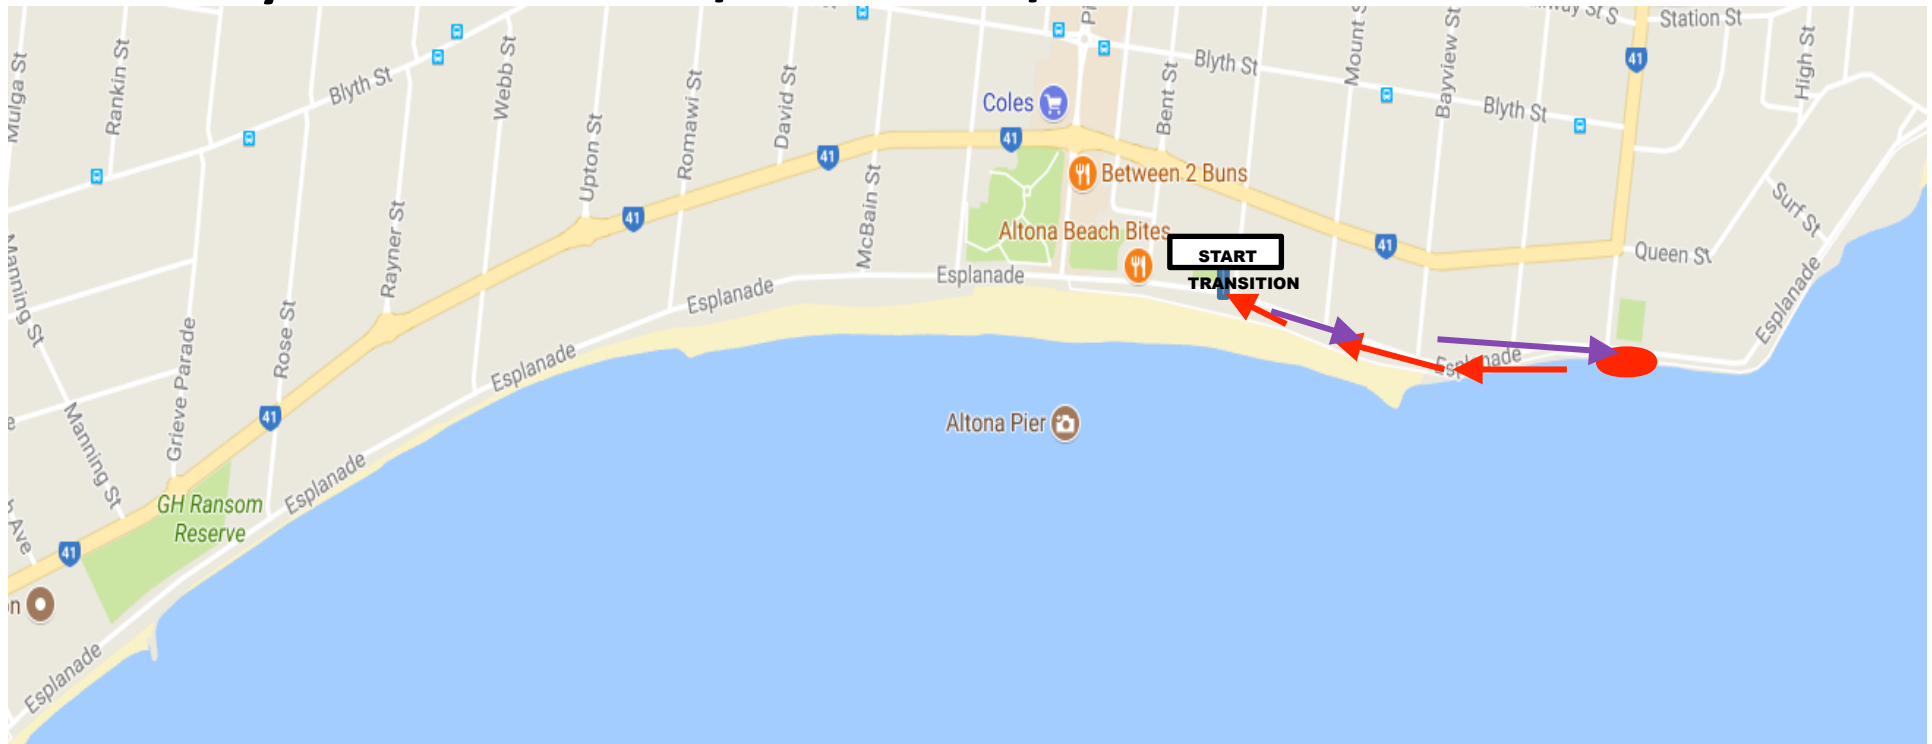 Station St
41
Mulga St
Rankin St
Blyth St
Webb St
Upton St
Romawi St
David St
McBain St
Coles
41
Bent St
Blyth St
Bayview St
Blyth St
High St
41
41
Between 2 Buns
Surf St
41
Rayner St
Altona Beach Bites
START
TRANSITION
41
Queen St
Manning St
Esplanade
Esplanade
Esplanade
Rose St
Grieve Parade
Esplanade
Esplanade
Manning St
41
Altona Pier
Esplanade
GH Ransom
Reserve
Ave
41
Esplanade